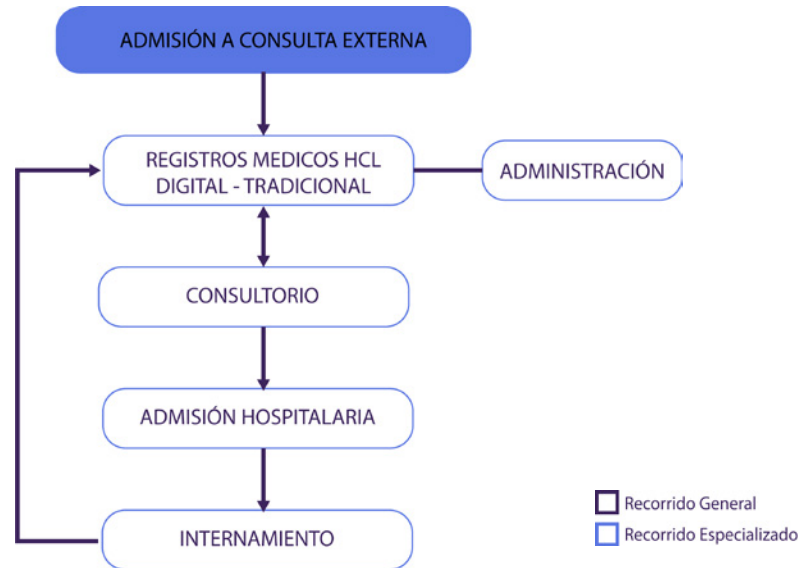 ADMISIÓN A CONSULTA EXTERNA
REGISTROS MEDICOS HCL
DIGITAL - TRADICIONAL
ADMINISTRACIÓN
CONSULTORIO
ADMISIÓN HOSPITALARIA
INTERNAMIENTO
Recorrido General
Recorrido Especializado